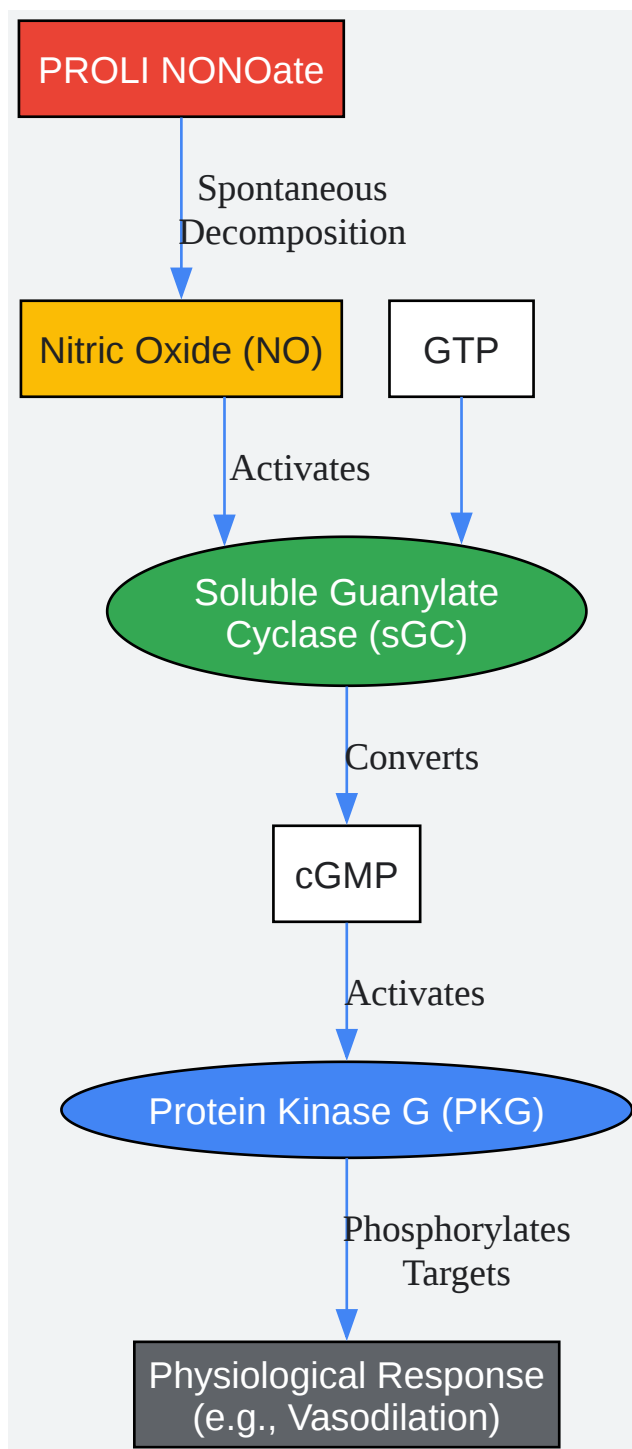 PROLI NONOate
Spontaneous
Decomposition
Nitric Oxide (NO)
GTP
Activates
Soluble Guanylate
Cyclase (sGC)
Converts
cGMP
Activates
Protein Kinase G (PKG)
Phosphorylates
Targets
Physiological Response
(e.g., Vasodilation)